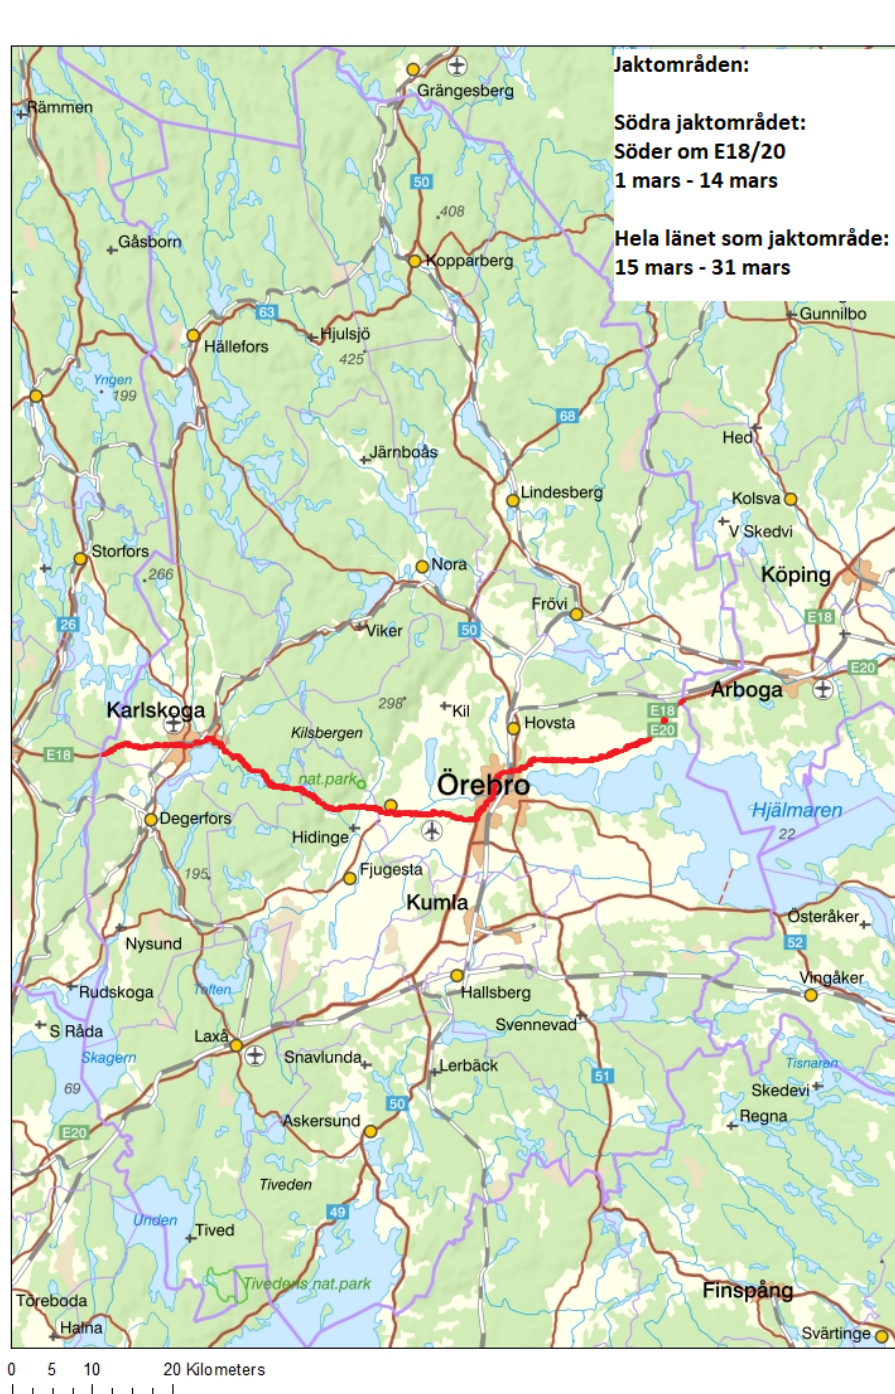 Jaktområden:
Södra jaktområdet:
Söder om E18/20
1 mars - 14 mars
Hela länet som jaktområde:
15 mars - 31 mars
Grängesberg
Rämmen
50
408
Gåsborn
Kopparberg
63
Gunnilbo
Hjulsjö
Hällefors
425
Yngen
199
68
Hed
Järnboås
Lindesberg
Kolsva
V Skedvi
Storfors
Nora
266
Köping
Frövi
E18
26
Viker
50
E20
298
Arboga
Karlskoga
Kil
E18
Hovsta
E20
Kilsbergen
E18
nat.park
Örebro
Hjälmaren
Degerfors
22
Hidinge
195
Fjugesta
Kumla
Österåker
Nysund
52
Vingåker
Rudskoga
Toften
Hallsberg
S Råda
Svennevad
Laxå
Skagern
Snavlunda
Lerbäck
Tisnaren
69
51
Skedevi
50
Regna
Askersund
E20
Tiveden
49
Unden
Tived
Tivedens nat.park
Finspång
Töreboda
Halna
Svärtinge
0 5 10 20 Kilometers